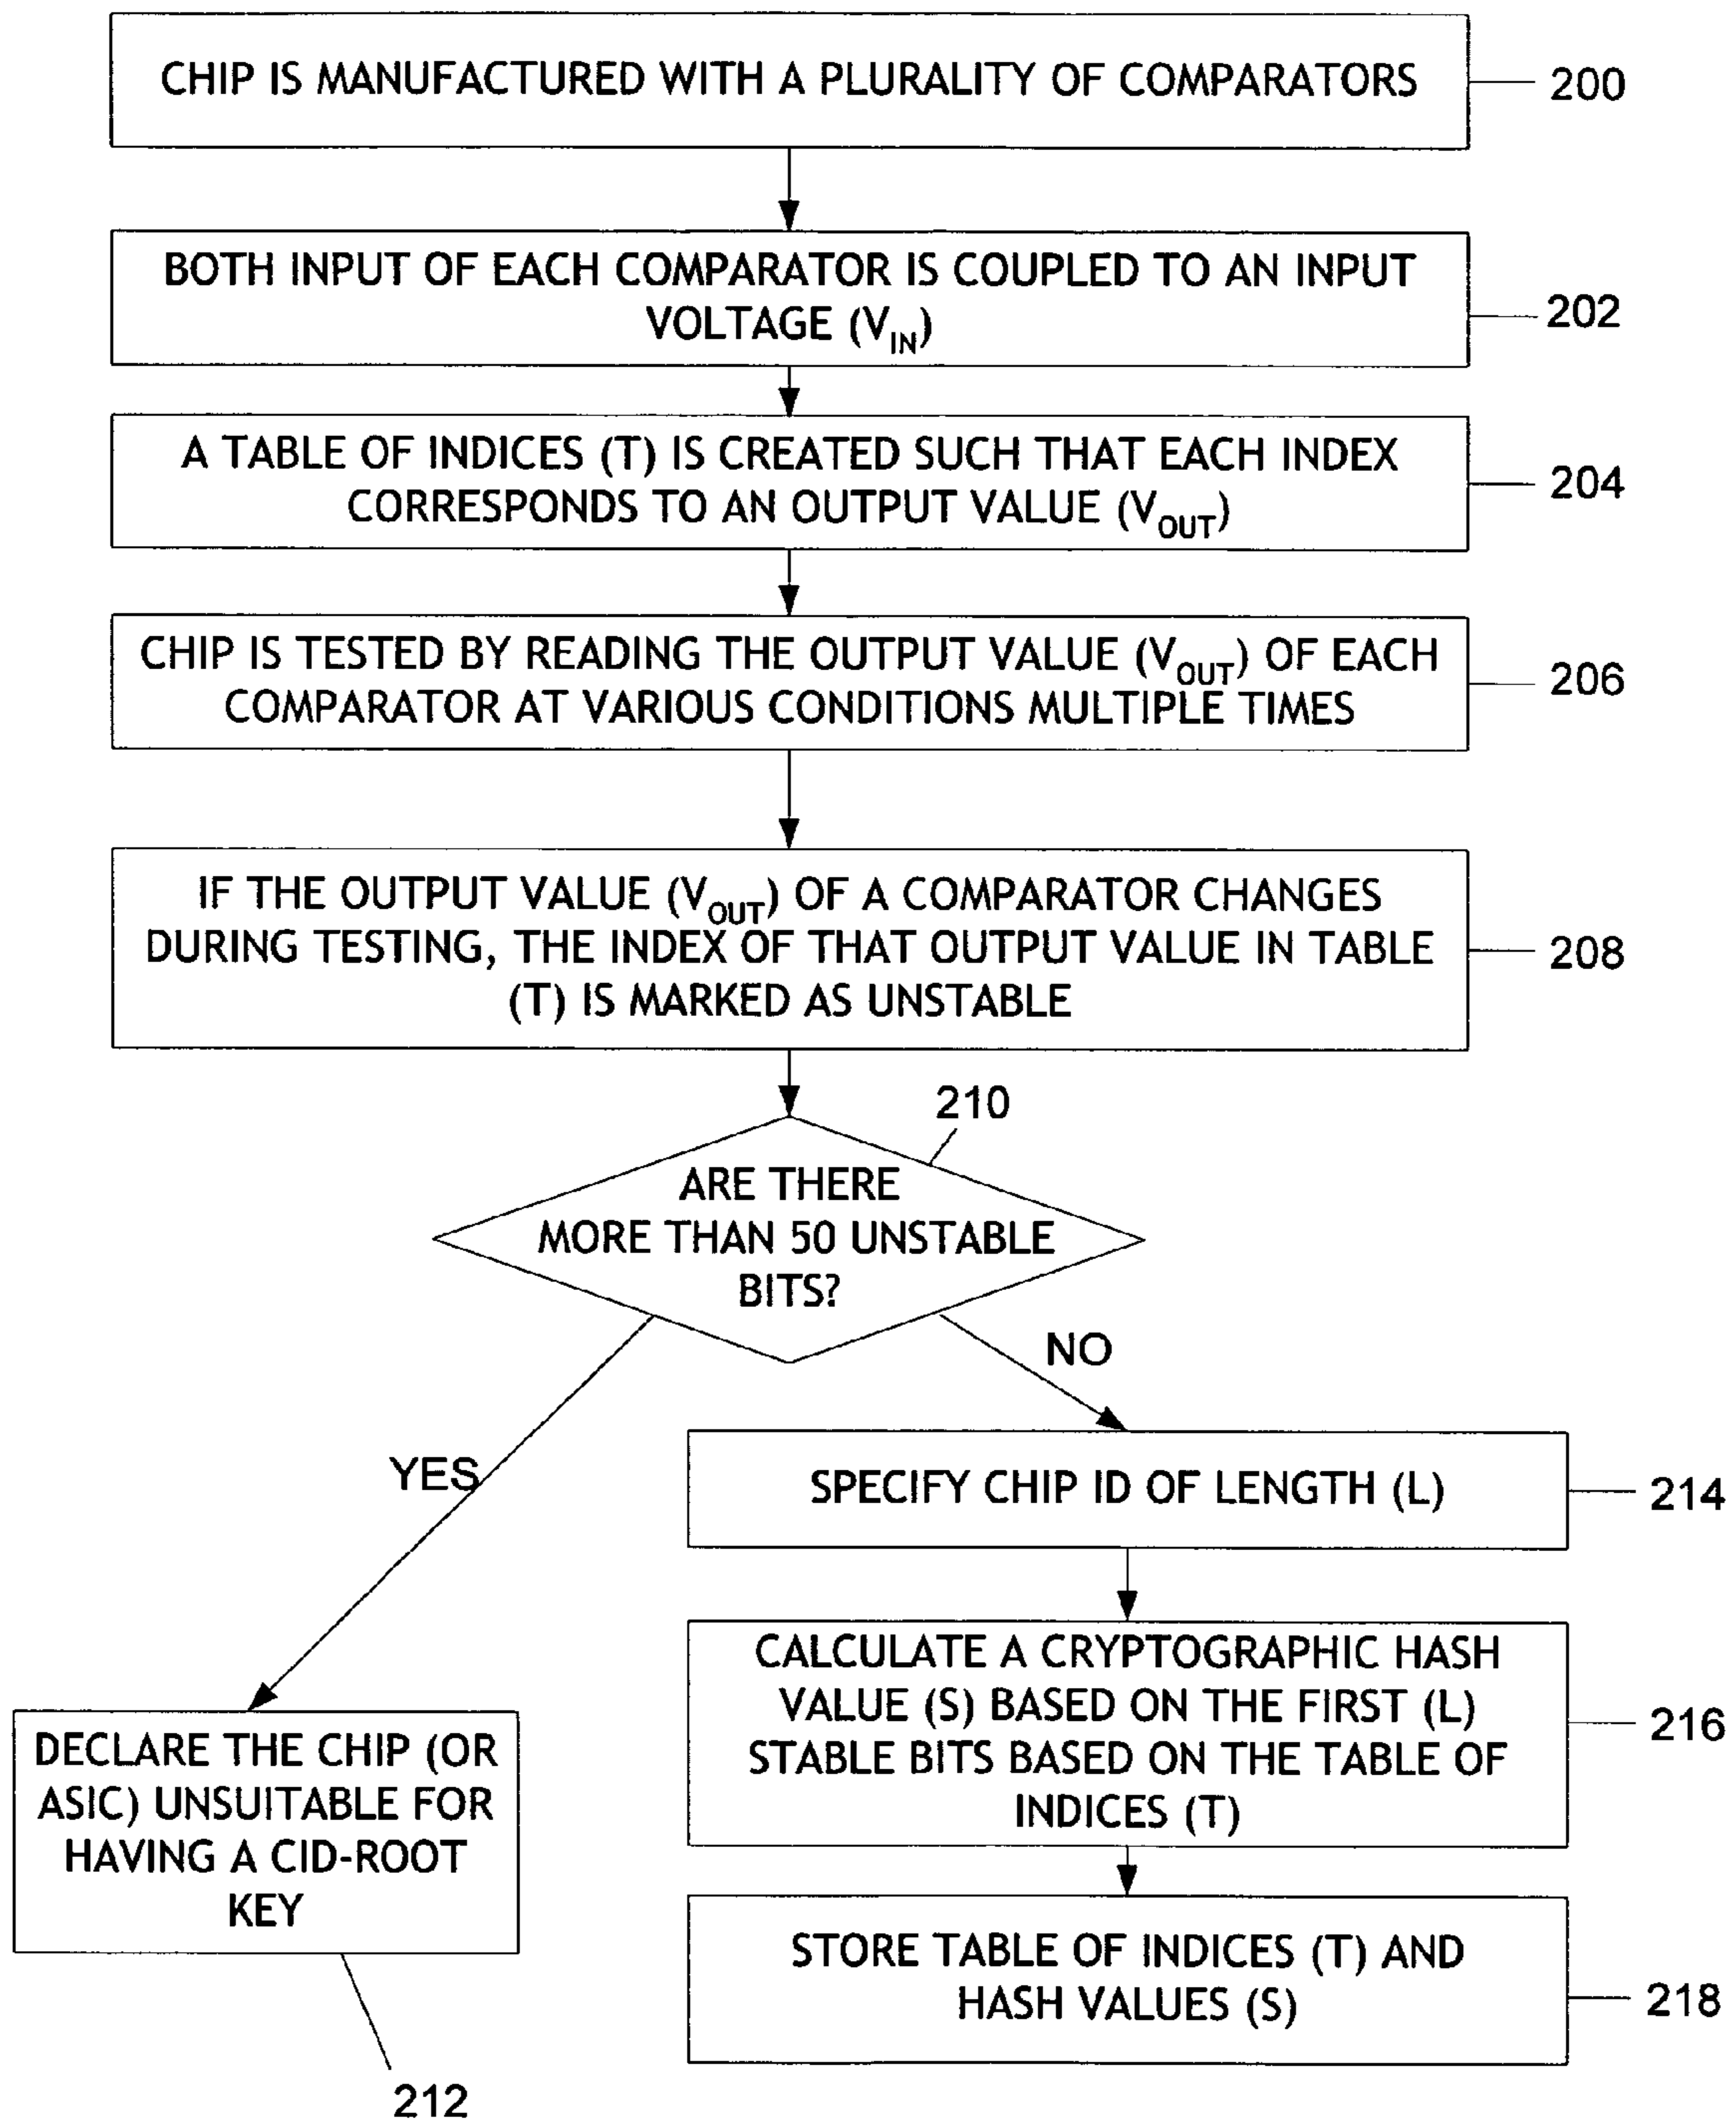 CHIP IS MANUFACTURED WITH A PLURALITY OF COMPARATORS
200
BOTH INPUT OF EACH COMPARATOR IS COUPLED TO AN INPUT
VOLTAGE (VIN)
202
A TABLE OF INDICES (T) IS CREATED SUCH THAT EACH INDEX
CORRESPONDS TO AN OUTPUT VALUE (VOUT)
204
CHIP IS TESTED BY READING THE OUTPUT VALUE (VOUT) OF EACH
COMPARATOR AT VARIOUS CONDITIONS MULTIPLE TIMES
206
IF THE OUTPUT VALUE (VOUT) OF A COMPARATOR CHANGES
DURING TESTING, THE INDEX OF THAT OUTPUT VALUE IN TABLE
(T) IS MARKED AS UNSTABLE
208
210
ARE THERE
MORE THAN 50 UNSTABLE
BITS?
NO
YES
SPECIFY CHIP ID OF LENGTH (L)
214
CALCULATE A CRYPTOGRAPHIC HASH
VALUE (S) BASED ON THE FIRST (L)
STABLE BITS BASED ON THE TABLE OF
INDICES (T)
216
DECLARE THE CHIP (OR
ASIC) UNSUITABLE FOR
HAVING A CID-ROOT
KEY
212
STORE TABLE OF INDICES (T) AND
HASH VALUES (S)
218